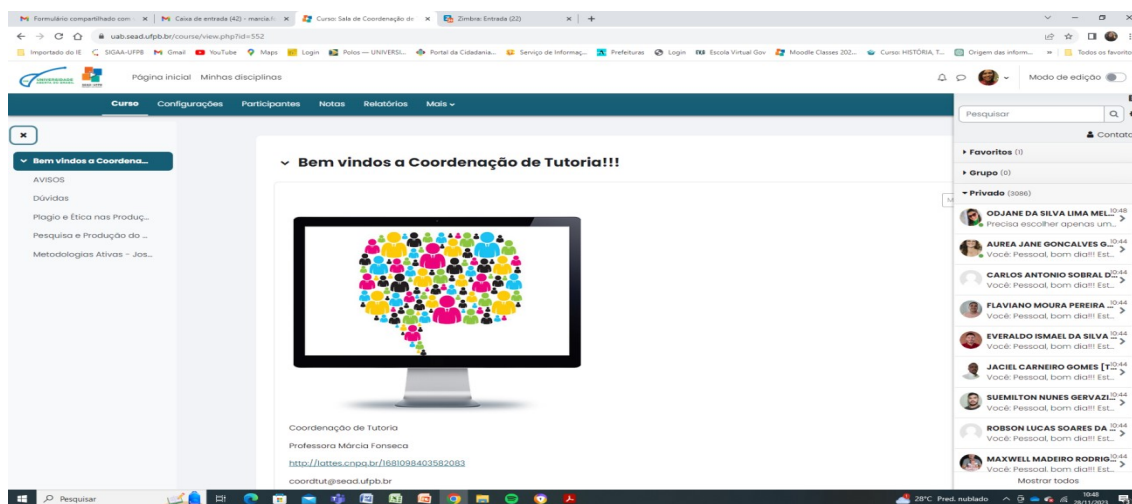 Formulário compartilhado com
Caixa de entrada (42) - marcia.f
Curso: Sala de Coordenação de
Zimbra: Entrada (22)
uab.sead.ufpb.br/course/view.php?id=552
Importado do IE
SIGAA-UFPB
Gmail
YouTube
Maps
Login
Polos — UNIVERSI...
Portal da Cidadania...
Serviço de Informaç...
Prefeituras
Login
Escola Virtual Gov
Moodle Classes 202...
Curso: HISTÓRIA, T...
Origem das inform...
»
Todos os favorito
Página inicial Minhas disciplinas
Modo de edição
Curso Configurações Participantes Notas Relatórios Mais
Pesquisar
Contato
Bem vindos a Coordena...
AVISOS
Dúvidas
Plagio e Ética nas Produç...
Pesquisa e Produção do ...
Metodologias Ativas - Jos...
Bem vindos a Coordenação de Tutoria!!!
Coordenação de Tutoria
Professora Márcia Fonseca
http://lattes.cnpq.br/1681098403582083
coordtut@sead.ufpb.br
Favoritos (1)
Grupo (0)
Privado (3086)
ODJANE DA SILVA LIMA MEL... 10:48
Precisa escolher apenas um...
AUREA JANE GONCALVES G... 10:44
Você: Pessoal, bom dia!!! Est...
CARLOS ANTONIO SOBRAL D... 10:44
Você: Pessoal, bom dia!!! Est...
FLAVIANO MOURA PEREIRA ... 10:44
Você: Pessoal, bom dia!!! Est...
EVERALDO ISMAEL DA SILVA ... 10:44
Você: Pessoal, bom dia!!! Est...
JACIEL CARNEIRO GOMES [T... 10:44
Você: Pessoal, bom dia!!! Est...
SUEMILTON NUNES GERVAZI... 10:44
Você: Pessoal, bom dia!!! Est...
ROBSON LUCAS SOARES DA ... 10:44
Você: Pessoal, bom dia!!! Est...
MAXWELL MADEIRO RODRIG... 10:44
Você: Pessoal, bom dia!!! Est...
Mostrar todos
Pesquisar
28°C Pred. nublado
10:48
28/11/2023